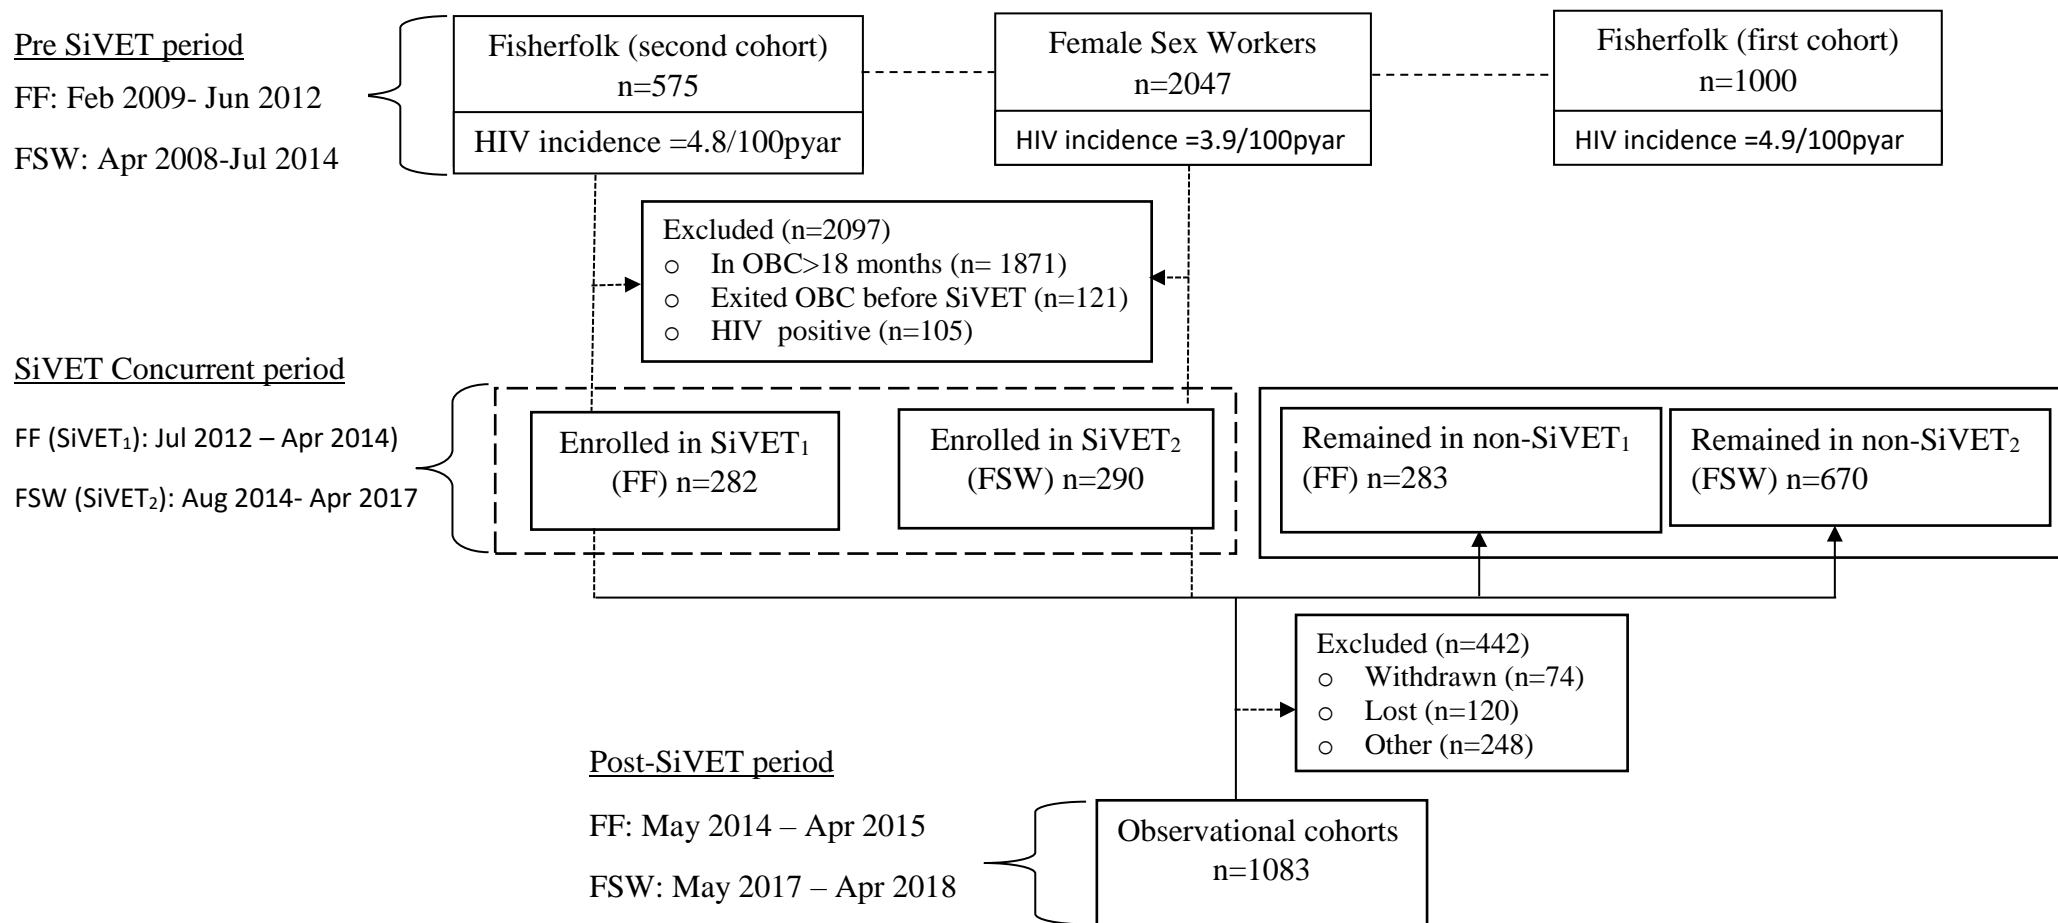 Pre SiVET period
FF: Feb 2009- Jun 2012
FSW: Apr 2008-Jul 2014
Fisherfolk (second cohort)
n=575
HIV incidence =4.8/100pyar
Female Sex Workers
n=2047
HIV incidence =3.9/100pyar
Fisherfolk (first cohort)
n=1000
HIV incidence =4.9/100pyar
Excluded (n=2097)
o In OBC>18 months (n= 1871)
o Exited OBC before SiVET (n=121)
o HIV positive (n=105)
SiVET Concurrent period
FF (SiVET₁): Jul 2012 – Apr 2014)
FSW (SiVET₂): Aug 2014- Apr 2017
Enrolled in SiVET₁
(FF) n=282
Enrolled in SiVET₂
(FSW) n=290
Remained in non-SiVET₁
(FF) n=283
Remained in non-SiVET₂
(FSW) n=670
Excluded (n=442)
o Withdrawn (n=74)
o Lost (n=120)
o Other (n=248)
Post-SiVET period
FF: May 2014 – Apr 2015
FSW: May 2017 – Apr 2018
Observational cohorts
n=1083